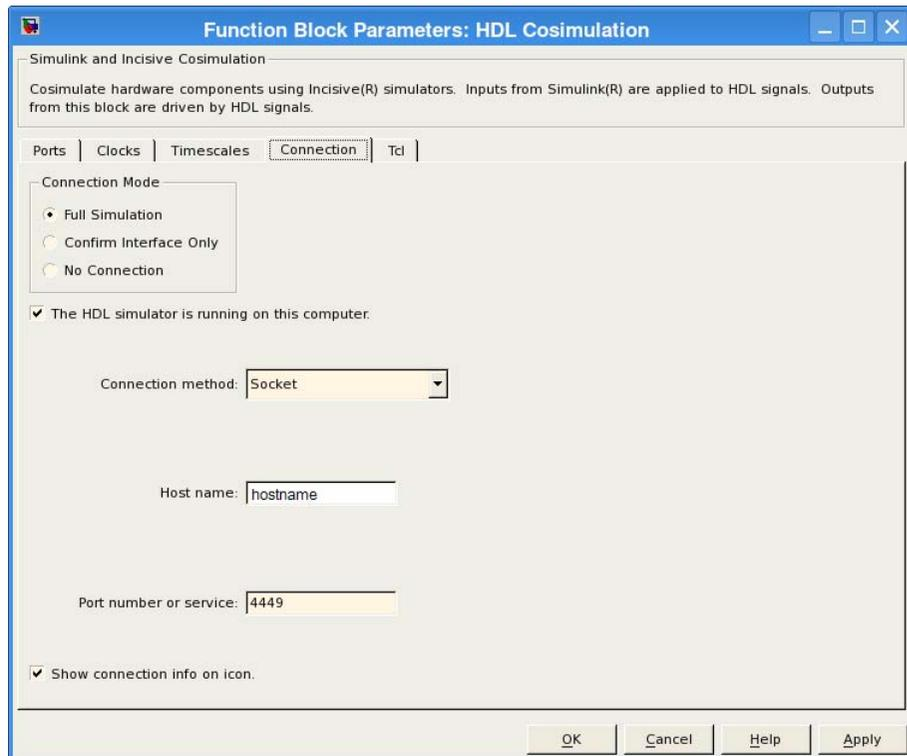 Function Block Parameters: HDL Cosimulation
Simulink and Incisive Cosimulation
Cosimulate hardware components using Incisive(R) simulators. Inputs from Simulink(R) are applied to HDL signals. Outputs
from this block are driven by HDL signals.
Ports Clocks Timescales Connection Tcl
Connection Mode
Full Simulation
Confirm Interface Only
No Connection
The HDL simulator is running on this computer.
Connection method: Socket
Host name: hostname
Port number or service: 4449
Show connection info on icon.
OK Cancel Help Apply